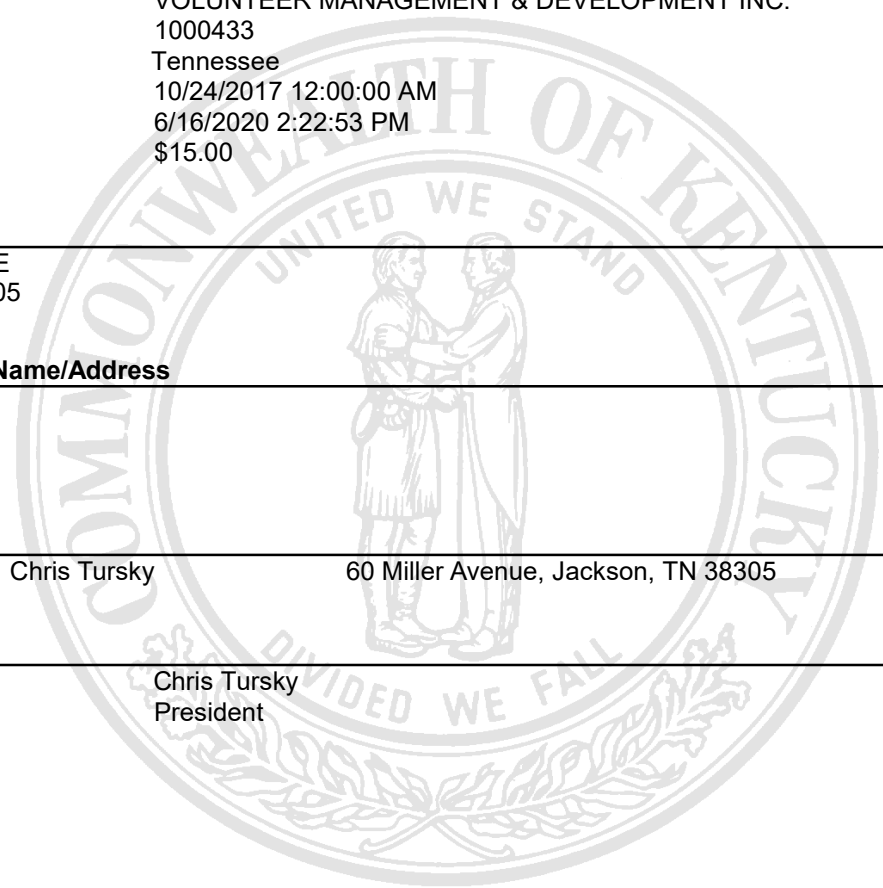 VOLUNTEER MANAGEMENT & DEVELOPMENT INC.
1000433
Tennessee
10/24/2017 12:00:00 AM
6/16/2020 2:22:53 PM
$15.00
COMMONWEALTH OF KENTUCKY
UNITED WE STAND
E
05
Name/Address
Chris Tursky 60 Miller Avenue, Jackson, TN 38305
DIVIDED WE FALL
Chris Tursky
President